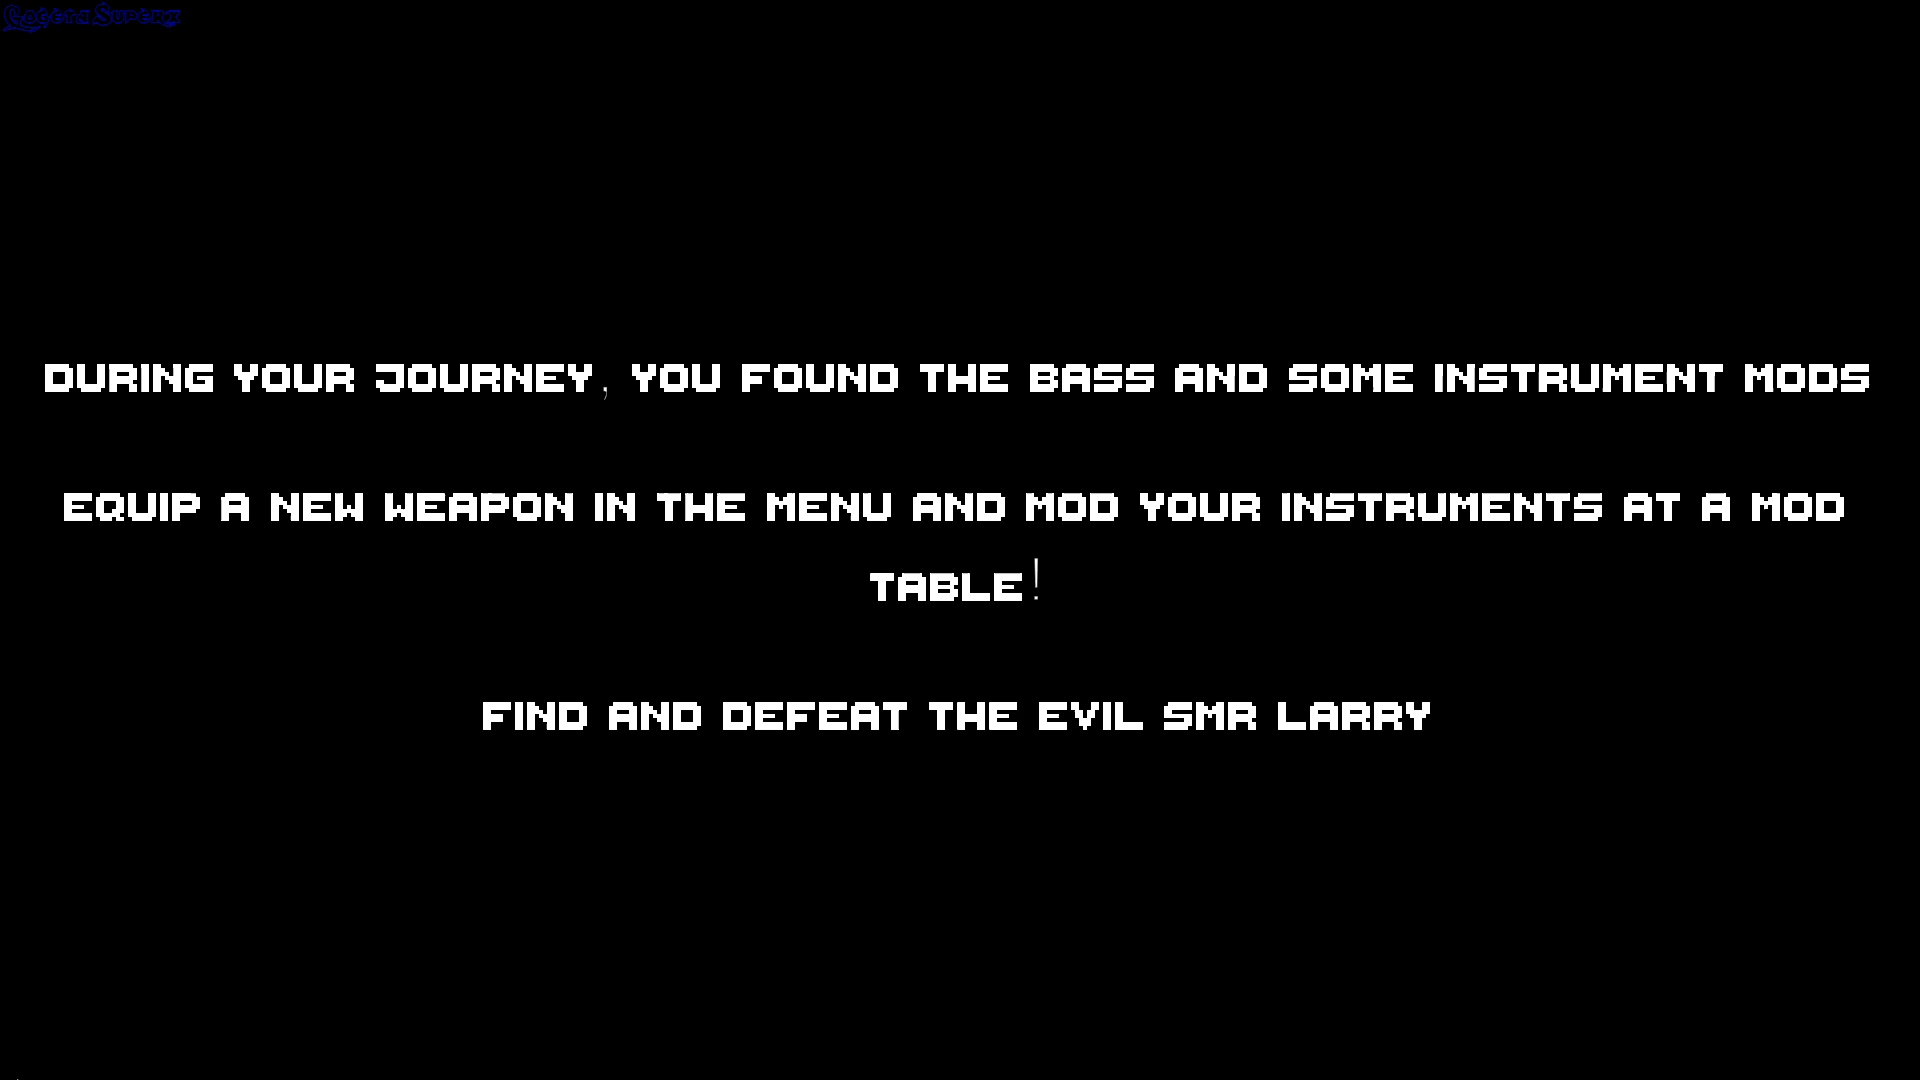 DURING YOUR JOURNEY, YOU FOUND THE BASS AND SOME INSTRUMENT MODS
EQUIP A NEW WEAPON IN THE MENU AND MOD YOUR INSTRUMENTS AT A MOD
TABLE!
FIND AND DEFEAT THE EVIL SMR LARRY